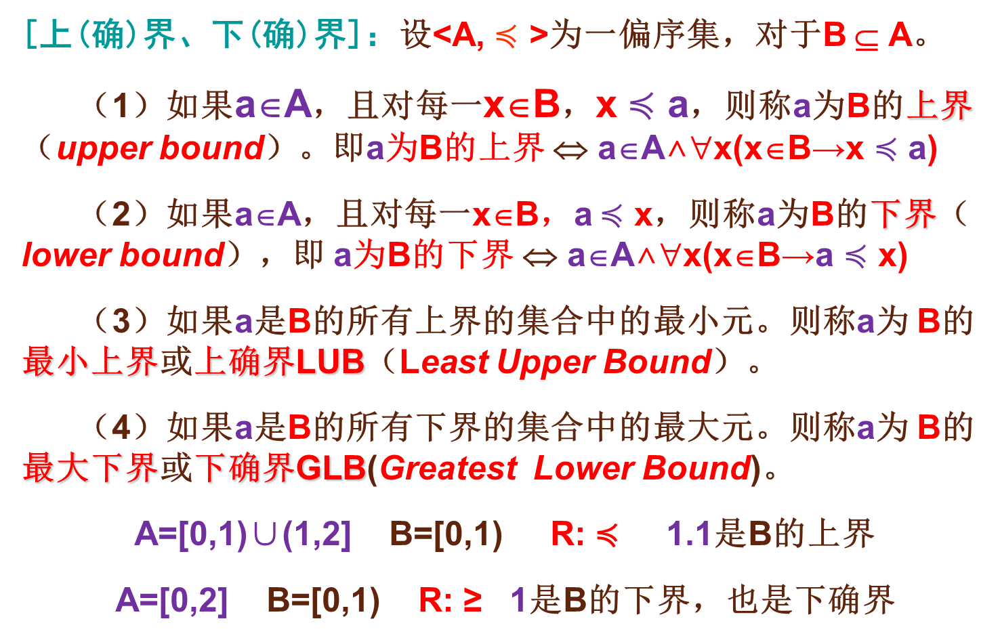 [上(确)界、下(确)界]：设<A, ≼ >为一偏序集，对于B ⊆ A。
（1）如果a∈A，且对每一x∈B，x ≼ a，则称a为B的上界
（upper bound）。即a为B的上界 ⇔ a∈A∧∀x(x∈B→x ≼ a)
（2）如果a∈A，且对每一x∈B，a ≼ x，则称a为B的下界（
lower bound），即 a为B的下界 ⇔ a∈A∧∀x(x∈B→a ≼ x)
（3）如果a是B的所有上界的集合中的最小元。则称a为 B的
最小上界或上确界LUB（Least Upper Bound）。
（4）如果a是B的所有下界的集合中的最大元。则称a为 B的
最大下界或下确界GLB(Greatest Lower Bound)。
A=[0,1)∪(1,2] B=[0,1) R: ≼ 1.1是B的上界
A=[0,2] B=[0,1) R: ≥ 1是B的下界，也是下确界